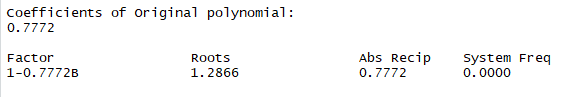 Coefficients of Original polynomial:
0.7772
Factor Roots Abs Recip System Freq
1-0.7772B 1.2866 0.7772 0.0000